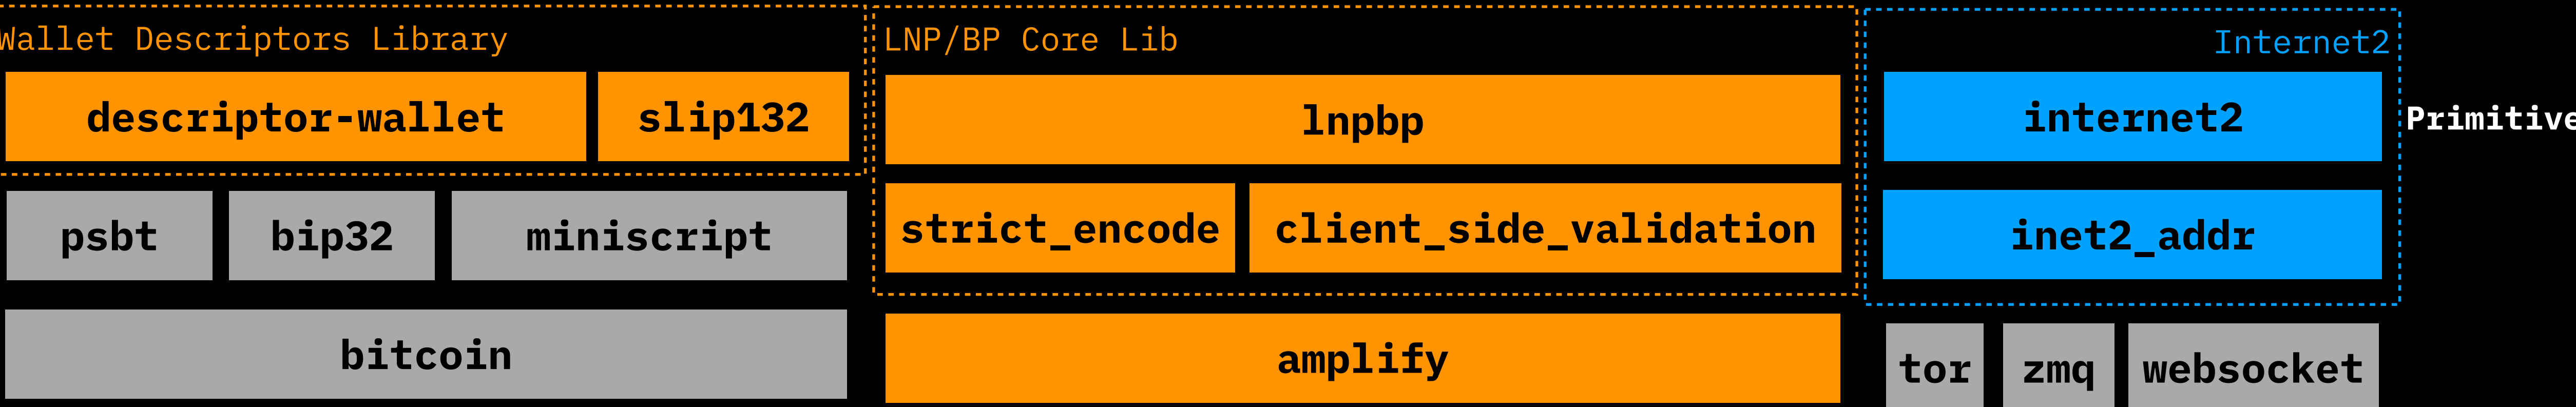 Wallet Descriptors Library
LNP/BP Core Lib
Internet2
descriptor-wallet
slip132
lnpbp
internet2
Primitive
psbt
bip32
miniscript
strict_encode
client_side_validation
inet2_addr
bitcoin
amplify
tor
zmq
websocket